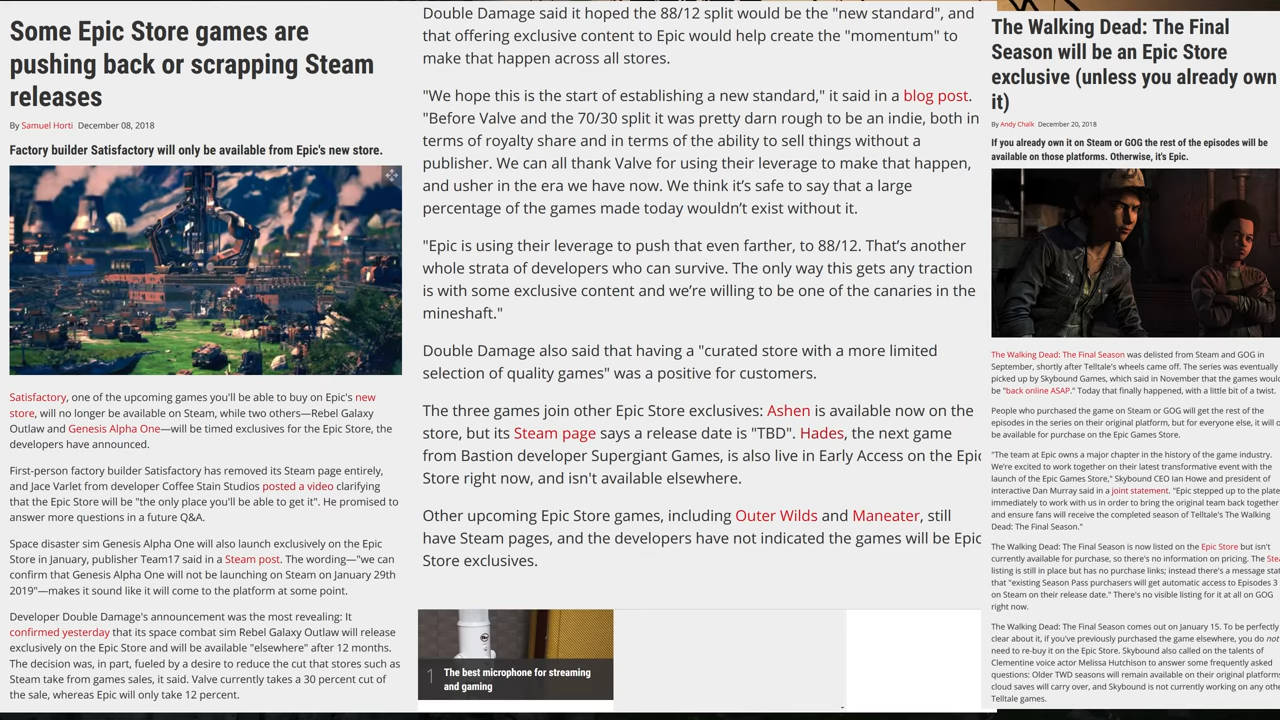 Some Epic Store games are
pushing back or scrapping Steam
releases
By Samuel Horti December 08, 2018
Factory builder Satisfactory will only be available from Epic's new store.
Satisfactory, one of the upcoming games you'll be able to buy on Epic's new
store, will no longer be available on Steam, while two others—Rebel Galaxy
Outlaw and Genesis Alpha One—will be timed exclusives for the Epic Store, the
developers have announced.
First-person factory builder Satisfactory has removed its Steam page entirely,
and Jace Varlet from developer Coffee Stain Studios posted a video clarifying
that the Epic Store will be "the only place you'll be able to get it". He promised to
answer more questions in a future Q&A.
Space disaster sim Genesis Alpha One will also launch exclusively on the Epic
Store in January, publisher Team17 said in a Steam post. The wording—"we can
confirm that Genesis Alpha One will not be launching on Steam on January 29th
2019"—makes it sound like it will come to the platform at some point.
Developer Double Damage's announcement was the most revealing: It
confirmed yesterday that its space combat sim Rebel Galaxy Outlaw will release
exclusively on the Epic Store and will be available "elsewhere" after 12 months.
The decision was, in part, fueled by a desire to reduce the cut that stores such as
Steam take from games sales, it said. Valve currently takes a 30 percent cut of
the sale, whereas Epic will only take 12 percent.
Double Damage said it hoped the 88/12 split would be the "new standard", and
that offering exclusive content to Epic would help create the "momentum" to
make that happen across all stores.
"We hope this is the start of establishing a new standard," it said in a blog post.
"Before Valve and the 70/30 split it was pretty darn rough to be an indie, both in
terms of royalty share and in terms of the ability to sell things without a
publisher. We can all thank Valve for using their leverage to make that happen,
and usher in the era we have now. We think it's safe to say that a large
percentage of the games made today wouldn't exist without it.
"Epic is using their leverage to push that even farther, to 88/12. That's another
whole strata of developers who can survive. The only way this gets any traction
is with some exclusive content and we're willing to be one of the canaries in the
mineshaft."
Double Damage also said that having a "curated store with a more limited
selection of quality games" was a positive for customers.
The three games join other Epic Store exclusives: Ashen is available now on the
store, but its Steam page says a release date is "TBD". Hades, the next game
from Bastion developer Supergiant Games, is also live in Early Access on the Epic
Store right now, and isn't available elsewhere.
Other upcoming Epic Store games, including Outer Wilds and Maneater, still
have Steam pages, and the developers have not indicated the games will be Epic
Store exclusives.
1 The best microphone for streaming
and gaming
The Walking Dead: The Final
Season will be an Epic Store
exclusive (unless you already own
it)
By Andy Chalk December 20, 2018
If you already own it on Steam or GOG the rest of the episodes will be
available on those platforms. Otherwise, it's Epic.
The Walking Dead: The Final Season was delisted from Steam and GOG in
September, shortly after Telltale's wheels came off. The series was eventually
picked up by Skybound Games, which said in November that the games would
be "back online ASAP." Today that finally happened, with a little bit of a twist.
People who purchased the game on Steam or GOG will get the rest of the
episodes in the series on their original platform, but for everyone else, it will o
be available for purchase on the Epic Games Store.
"The team at Epic owns a major chapter in the history of the game industry.
We're excited to work together on their latest transformative event with the
launch of the Epic Games Store," Skybound CEO Ian Howe and president of
interactive Dan Murray said in a joint statement. "Epic stepped up to the plate
immediately to work with us in order to bring the original team back together
and ensure fans will receive the completed season of Telltale's The Walking
Dead: The Final Season."
The Walking Dead: The Final Season is now listed on the Epic Store but isn't
currently available for purchase, so there's no information on pricing. The Stea
listing is still in place but has no purchase links; instead there's a message stat
that "existing Season Pass purchasers will get automatic access to Episodes 3
on Steam on their release date." There's no visible listing for it at all on GOG
right now.
The Walking Dead: The Final Season comes out on January 15. To be perfectly
clear about it, if you've previously purchased the game elsewhere, you do not
need to re-buy it on the Epic Store. Skybound also called on the talents of
Clementine voice actor Melissa Hutchison to answer some frequently asked
questions: Older TWD seasons will remain available on their original platforms
cloud saves will carry over, and Skybound is not currently working on any othe
Telltale games.